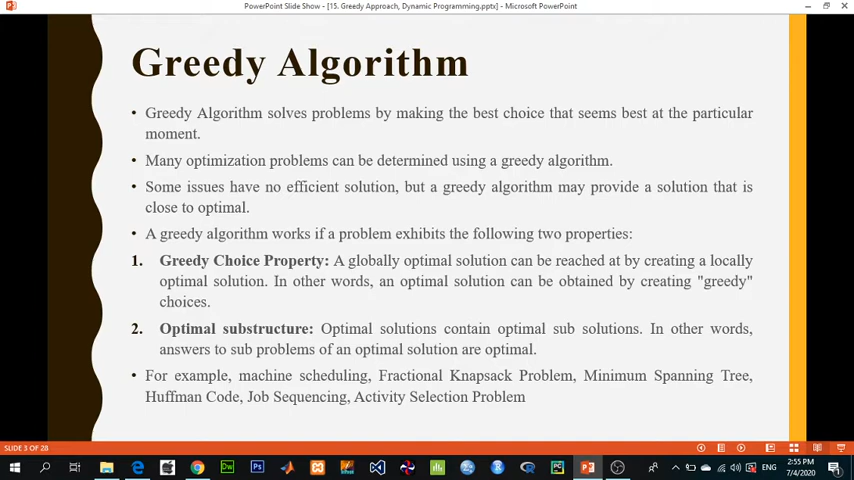 PowerPoint Slide Show - [15. Greedy Approach, Dynamic Programming.pptx] - Microsoft PowerPoint
Greedy Algorithm
• Greedy Algorithm solves problems by making the best choice that seems best at the particular
moment.
• Many optimization problems can be determined using a greedy algorithm.
• Some issues have no efficient solution, but a greedy algorithm may provide a solution that is
close to optimal.
• A greedy algorithm works if a problem exhibits the following two properties:
1. Greedy Choice Property: A globally optimal solution can be reached at by creating a locally
optimal solution. In other words, an optimal solution can be obtained by creating "greedy"
choices.
2. Optimal substructure: Optimal solutions contain optimal sub solutions. In other words,
answers to sub problems of an optimal solution are optimal.
• For example, machine scheduling, Fractional Knapsack Problem, Minimum Spanning Tree,
Huffman Code, Job Sequencing, Activity Selection Problem
SLIDE 3 OF 28
Dw
Ps
R
PC
ENG
2:55 PM
7/4/2020